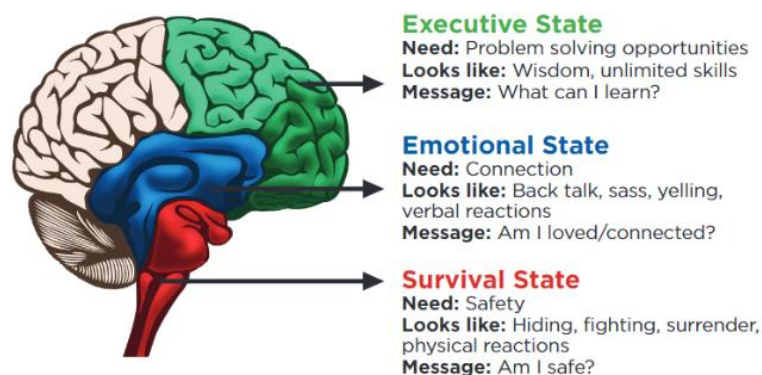 Executive State
Need: Problem solving opportunities
Looks like: Wisdom, unlimited skills
Message: What can I learn?
Emotional State
Need: Connection
Looks like: Back talk, sass, yelling,
verbal reactions
Message: Am I loved/connected?
Survival State
Need: Safety
Looks like: Hiding, fighting, surrender,
physical reactions
Message: Am I safe?